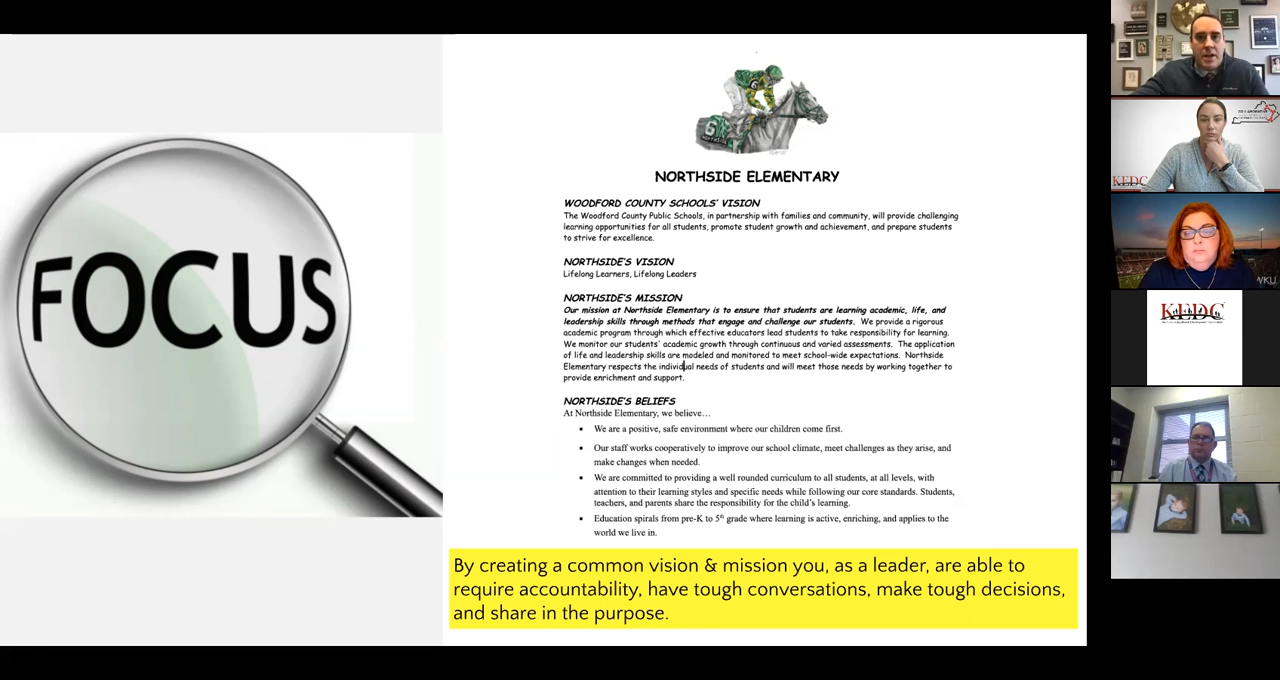 FOCUS
6
NORTHSIDE
NORTHSIDE ELEMENTARY
WOODFORD COUNTY SCHOOLS' VISION
The Woodford County Public Schools, in partnership with families and community, will provide challenging
learning opportunities for all students, promote student growth and achievement, and prepare students
to strive for excellence.
NORTHSIDE'S VISION
Lifelong Learners, Lifelong Leaders
NORTHSIDE'S MISSION
Our mission at Northside Elementary is to ensure that students are learning academic, life, and
leadership skills through methods that engage and challenge our students. We provide a rigorous
academic program through which effective educators lead students to take responsibility for learning.
We monitor our students' academic growth through continuous and varied assessments. The application
of life and leadership skills are modeled and monitored to meet school-wide expectations. Northside
Elementary respects the individual needs of students and will meet those needs by working together to
provide enrichment and support.
NORTHSIDE'S BELIEFS
At Northside Elementary, we believe…
▪ We are a positive, safe environment where our children come first.
▪ Our staff works cooperatively to improve our school climate, meet challenges as they arise, and
make changes when needed.
▪ We are committed to providing a well rounded curriculum to all students, at all levels, with
attention to their learning styles and specific needs while following our core standards. Students,
teachers, and parents share the responsibility for the child's learning.
▪ Education spirals from pre-K to 5th grade where learning is active, enriching, and applies to the
world we live in.
By creating a common vision & mission you, as a leader, are able to
require accountability, have tough conversations, make tough decisions,
and share in the purpose.
KEDC
WKU
KEDC